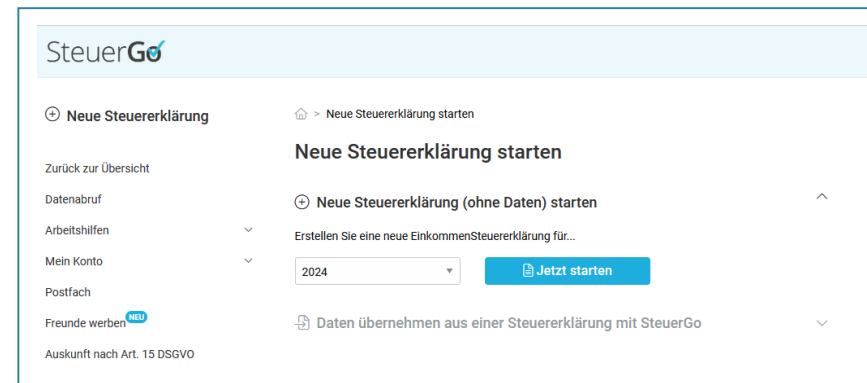 SteuerGo
Neue Steuererklärung
Zurück zur Übersicht
Datenabruf
Arbeitshilfen
Mein Konto
Postfach
Freunde werben NEU
Auskunft nach Art. 15 DSGVO
> Neue Steuererklärung starten
Neue Steuererklärung starten
Neue Steuererklärung (ohne Daten) starten
Erstellen Sie eine neue EinkommenSteuererklärung für...
2024
Jetzt starten
Daten übernehmen aus einer Steuererklärung mit SteuerGo